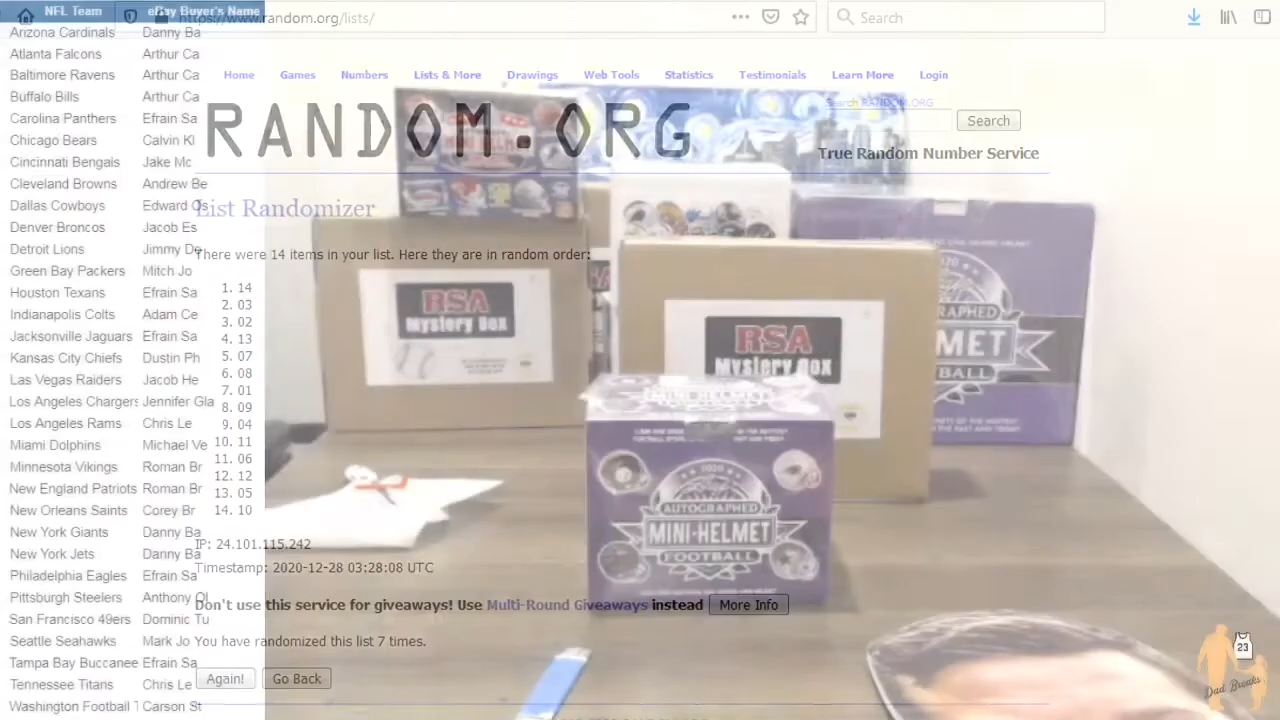 NFL Team eBay Buyer's Name
Arizona Cardinals Danny Ba
Atlanta Falcons Arthur Ca
Baltimore Ravens Arthur Ca
Buffalo Bills Arthur Ca
Carolina Panthers Efrain Sa
Chicago Bears Calvin Kl
Cincinnati Bengals Jake Mc
Cleveland Browns Andrew Be
Dallas Cowboys Edward Os
Denver Broncos Jacob Es
Detroit Lions Jimmy De
Green Bay Packers Mitch Jo
Houston Texans Efrain Sa
Indianapolis Colts Adam Ce
Jacksonville Jaguars Efrain Sa
Kansas City Chiefs Dustin Ph
Las Vegas Raiders Jacob He
Los Angeles Chargers Jennifer Gla
Los Angeles Rams Chris Le
Miami Dolphins Michael Ve
Minnesota Vikings Roman Br
New England Patriots Roman Br
New Orleans Saints Corey Br
New York Giants Danny Ba
New York Jets Danny Ba
Philadelphia Eagles Efrain Sa
Pittsburgh Steelers Anthony Ol
San Francisco 49ers Dominic Tu
Seattle Seahawks Mark Jo
Tampa Bay Buccanee Efrain Sa
Tennessee Titans Chris Le
Washington Football T Carson St
https://www.random.org/lists/
Search
Home Games Numbers Lists & More Drawings Web Tools Statistics Testimonials Learn More Login
Search RANDOM.ORG
Search
RANDOM.ORG
True Random Number Service
List Randomizer
There were 14 items in your list. Here they are in random order:
1. 14
2. 03
3. 02
4. 13
5. 07
6. 08
7. 01
8. 09
9. 04
10. 11
11. 06
12. 12
13. 05
14. 10
IP: 24.101.115.242
Timestamp: 2020-12-28 03:28:08 UTC
Don't use this service for giveaways! Use Multi-Round Giveaways instead More Info
You have randomized this list 7 times.
Again! Go Back
RSA
Mystery Box
RSA
Mystery Box
2020
AUTOGRAPHED
MINI-HELMET
FOOTBALL
23
Dad Breaks